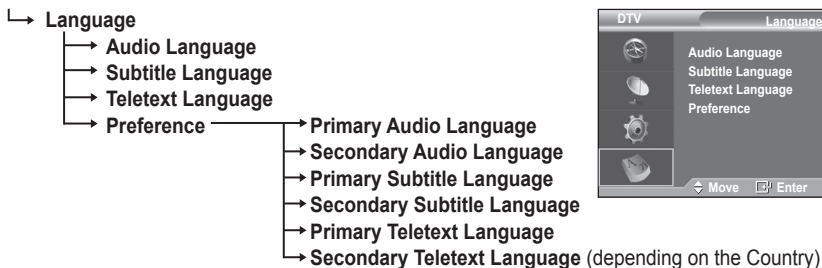 Language
Audio Language
Subtitle Language
Teletext Language
Preference
Primary Audio Language
Secondary Audio Language
Primary Subtitle Language
Secondary Subtitle Language
Primary Teletext Language
Secondary Teletext Language (depending on the Country)
DTV
Language
Audio Language
Subtitle Language
Teletext Language
Preference
Move Enter